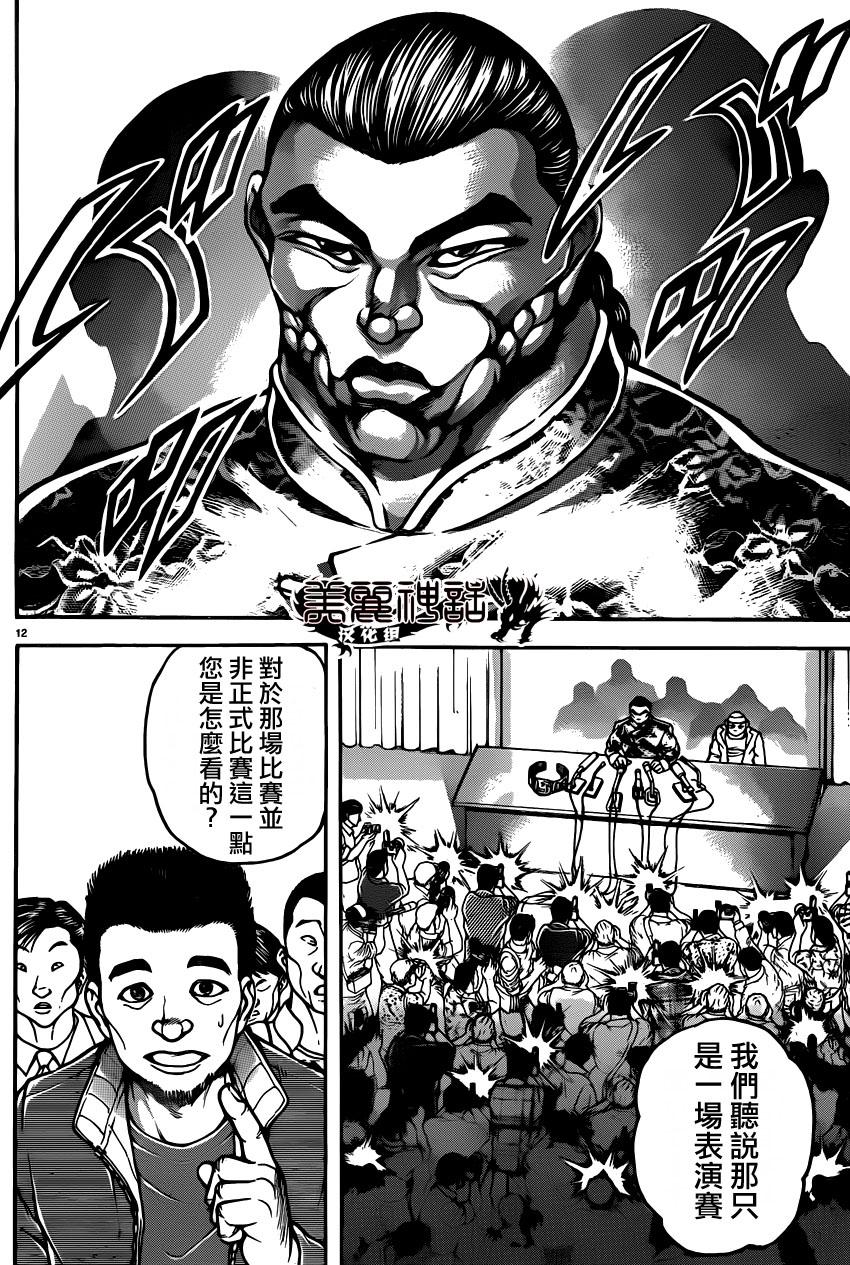 美麗神話
汉化组
12
我們聽説那只
是一場表演賽
對於那場比賽並
非正式比賽這一點
您是怎麼看的？